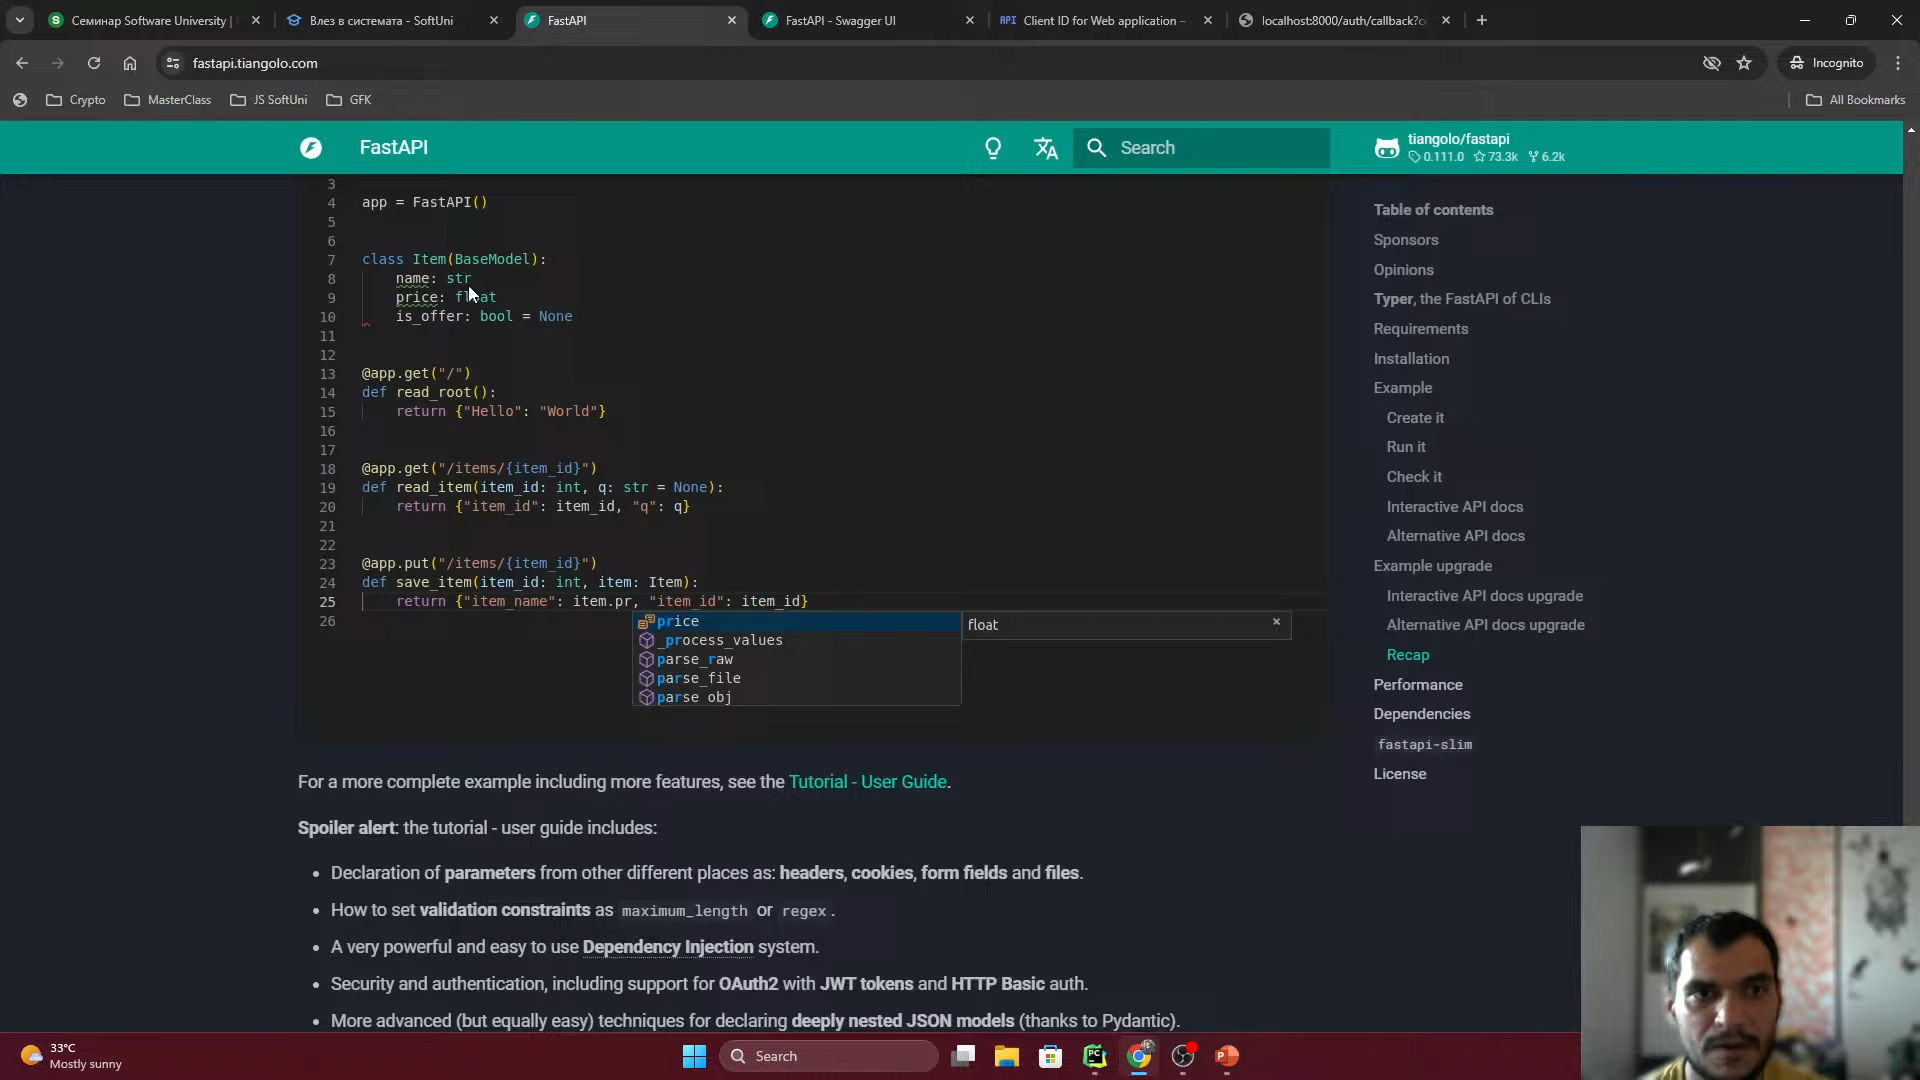 Семинар Software University |
Влез в системата - SoftUni
FastAPI
FastAPI - Swagger UI
API Client ID for Web application –
localhost:8000/auth/callback?c
fastapi.tiangolo.com
Incognito
Crypto
MasterClass
JS SoftUni
GFK
All Bookmarks
FastAPI
Search
tiangolo/fastapi
0.111.0 73.3k 6.2k
3
4 app = FastAPI()
5
6
7 class Item(BaseModel):
8 name: str
9 price: float
10 is_offer: bool = None
11
12
13 @app.get("/")
14 def read_root():
15 return {"Hello": "World"}
16
17
18 @app.get("/items/{item_id}")
19 def read_item(item_id: int, q: str = None):
20 return {"item_id": item_id, "q": q}
21
22
23 @app.put("/items/{item_id}")
24 def save_item(item_id: int, item: Item):
25 return {"item_name": item.pr, "item_id": item_id}
26
price
float
_process_values
parse_raw
parse_file
parse_obj
Table of contents
Sponsors
Opinions
Typer, the FastAPI of CLIs
Requirements
Installation
Example
Create it
Run it
Check it
Interactive API docs
Alternative API docs
Example upgrade
Interactive API docs upgrade
Alternative API docs upgrade
Recap
Performance
Dependencies
fastapi-slim
License
For a more complete example including more features, see the Tutorial - User Guide.
Spoiler alert: the tutorial - user guide includes:
• Declaration of parameters from other different places as: headers, cookies, form fields and files.
• How to set validation constraints as maximum_length or regex.
• A very powerful and easy to use Dependency Injection system.
• Security and authentication, including support for OAuth2 with JWT tokens and HTTP Basic auth.
• More advanced (but equally easy) techniques for declaring deeply nested JSON models (thanks to Pydantic).
33°C
Mostly sunny
Search